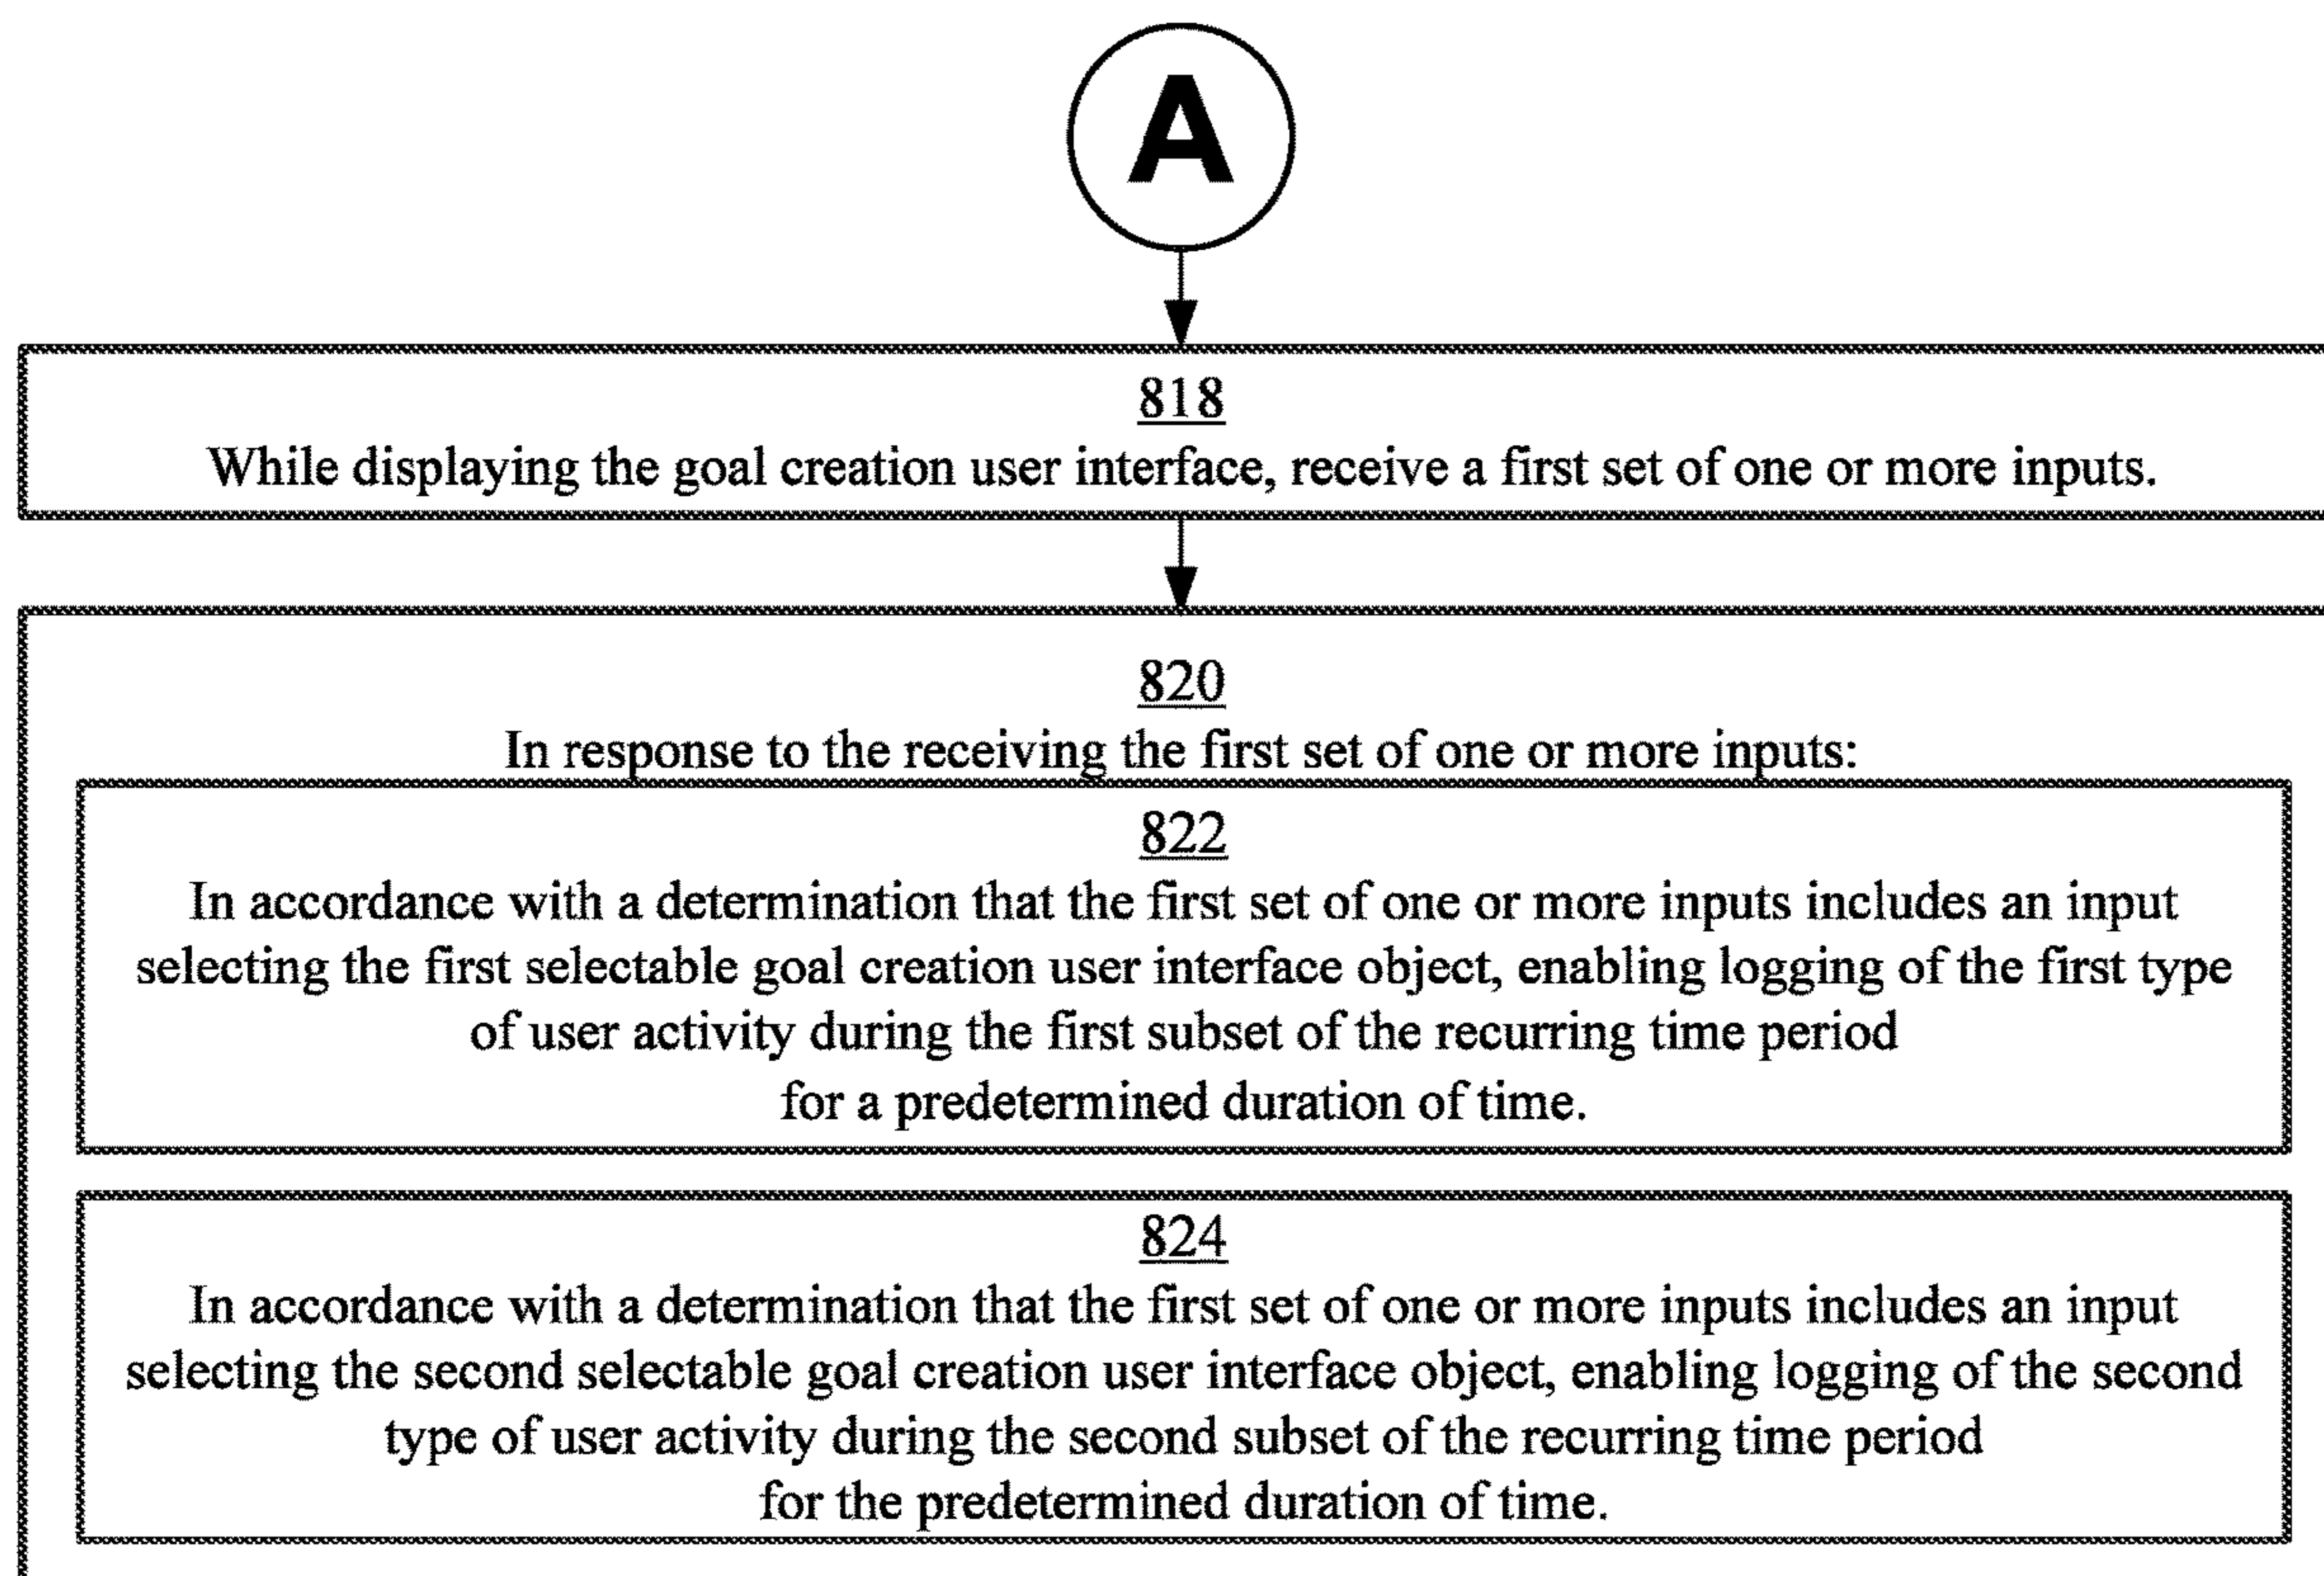 A
818
While displaying the goal creation user interface, receive a first set of one or more inputs.
820
In response to the receiving the first set of one or more inputs:
822
In accordance with a determination that the first set of one or more inputs includes an input
selecting the first selectable goal creation user interface object, enabling logging of the first type
of user activity during the first subset of the recurring time period
for a predetermined duration of time.
824
In accordance with a determination that the first set of one or more inputs includes an input
selecting the second selectable goal creation user interface object, enabling logging of the second
type of user activity during the second subset of the recurring time period
for the predetermined duration of time.